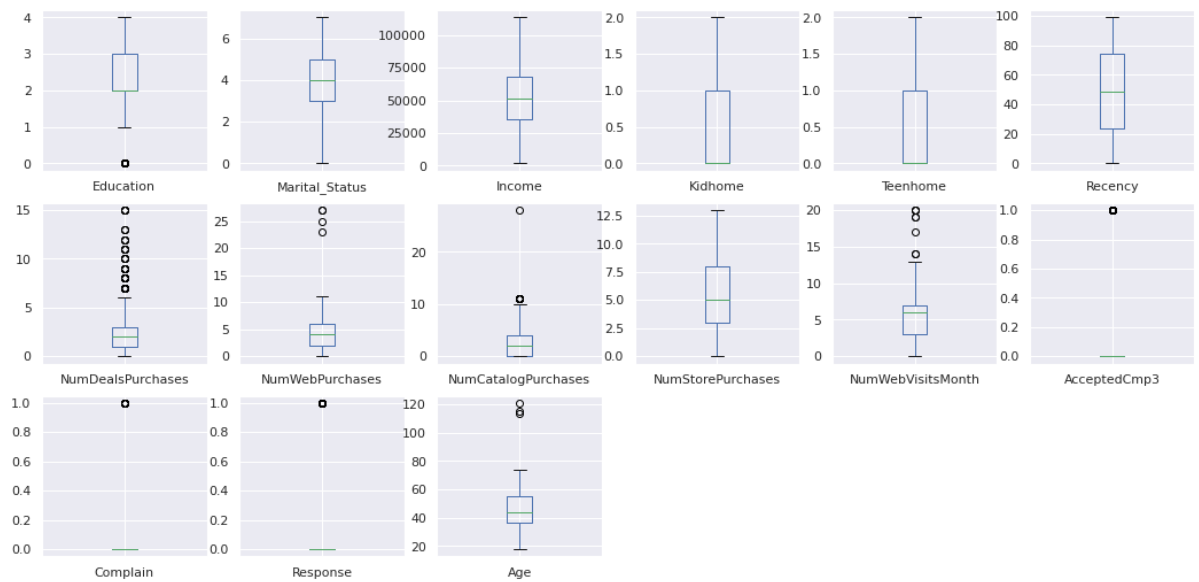 4 3 2 1 0
6 4 2 0
100000 75000 50000 25000 0
2.0 1.5 1.0 0.5 0.0
2.0 1.5 1.0 0.5 0.0
100 80 60 40 20 0
Education Marital_Status Income Kidhome Teenhome Recency
15 10 5 0
25 20 15 10 5 0
20 10 0
12.5 10.0 7.5 5.0 2.5 0.0
20 15 10 5 0
1.0 0.8 0.6 0.4 0.2 0.0
NumDealsPurchases NumWebPurchases NumCatalogPurchases NumStorePurchases NumWebVisitsMonth AcceptedCmp3
1.0 0.8 0.6 0.4 0.2 0.0
1.0 0.8 0.6 0.4 0.2 0.0
120 100 80 60 40 20
Complain Response Age